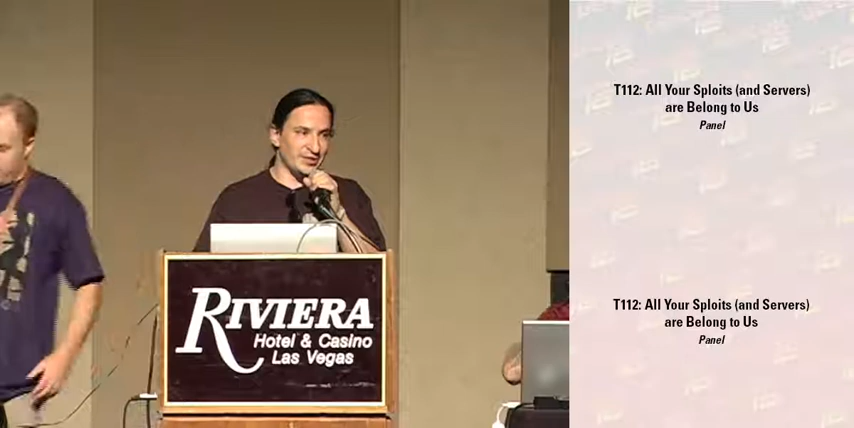 RIVIERA
Hotel & Casino
Las Vegas
T112: All Your Sploits (and Servers)
are Belong to Us
Panel
T112: All Your Sploits (and Servers)
are Belong to Us
Panel